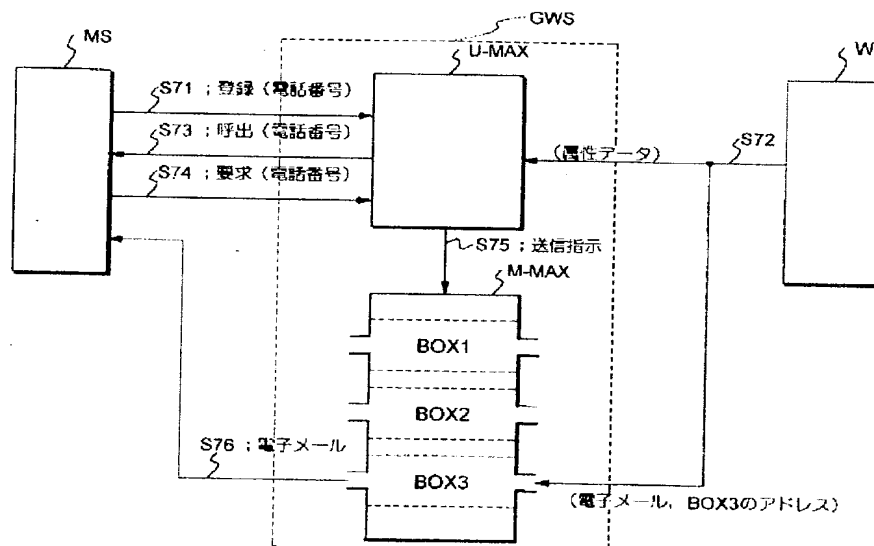 GWS
MS
U-MAX
W
S71 ; 登録 (電話番号)
S73 ; 呼出 (電話番号)
S72
(属性データ)
S74 ; 要求 (電話番号)
S75 ; 送信指示
M-MAX
BOX1
BOX2
S76 ; 電子メール
BOX3
(電子メール, BOX3のアドレス)